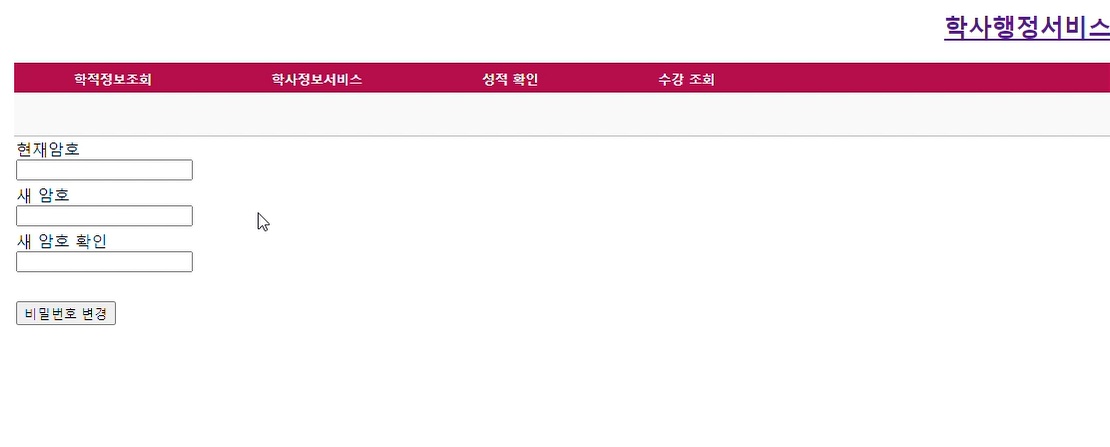 학사행정서비스
학적정보조회 학사정보서비스 성적 확인 수강 조회
현재암호
새 암호
새 암호 확인
비밀번호 변경